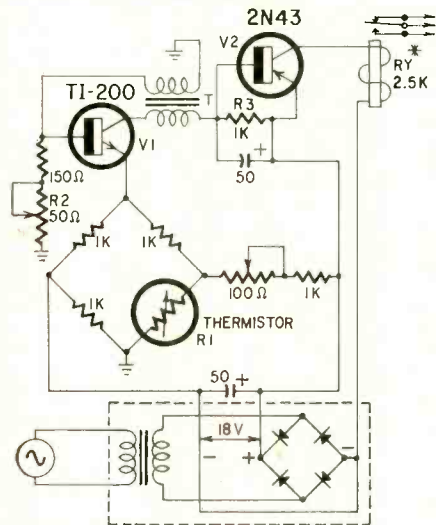 2N43
V2
RY
*
2.5K
TI-200
T
R3
1K
V1
50
+
150Ω
R2
50Ω
1K
1K
1K
100Ω
1K
THERMISTOR
R1
50
+
18V
-
+
-